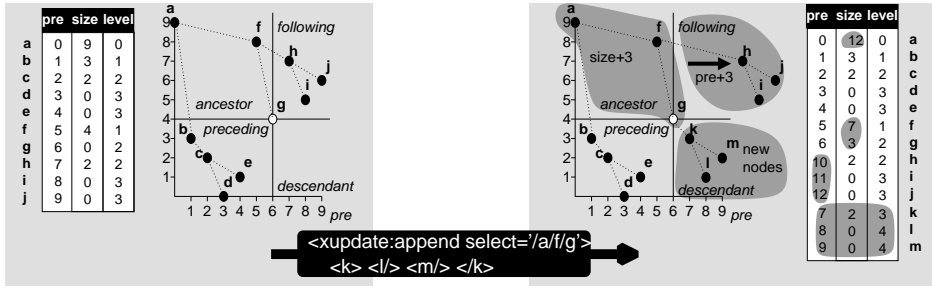 pre size level
a 0 9 0
b 1 3 1
c 2 2 2
d 3 0 3
e 4 0 3
f 5 4 1
g 6 0 2
h 7 2 2
i 8 0 3
j 9 0 3
a
9
f
following
8
h
7
j
6
i
5
ancestor
g
4
preceding
b
3
c
2
e
1
d
descendant
1 2 3 4 5 6 7 8 9 pre
a
9
f
following
8
h
size+3
7
j
pre+3
6
i
5
ancestor
g
4
preceding
k
b
3
m
new
c
2
e
l
nodes
1
d
descendant
1 2 3 4 5 6 7 8 9 pre
pre size level
0 12 0 a
1 3 1 b
2 2 2 c
3 0 3 d
4 0 3 e
5 7 1 f
6 3 2 g
10 2 2 h
11 0 3 i
12 0 3 j
7 2 3 k
8 0 4 l
9 0 4 m
<xupdate:append select='/a/f/g'>
<k> <l/> <m/> </k>